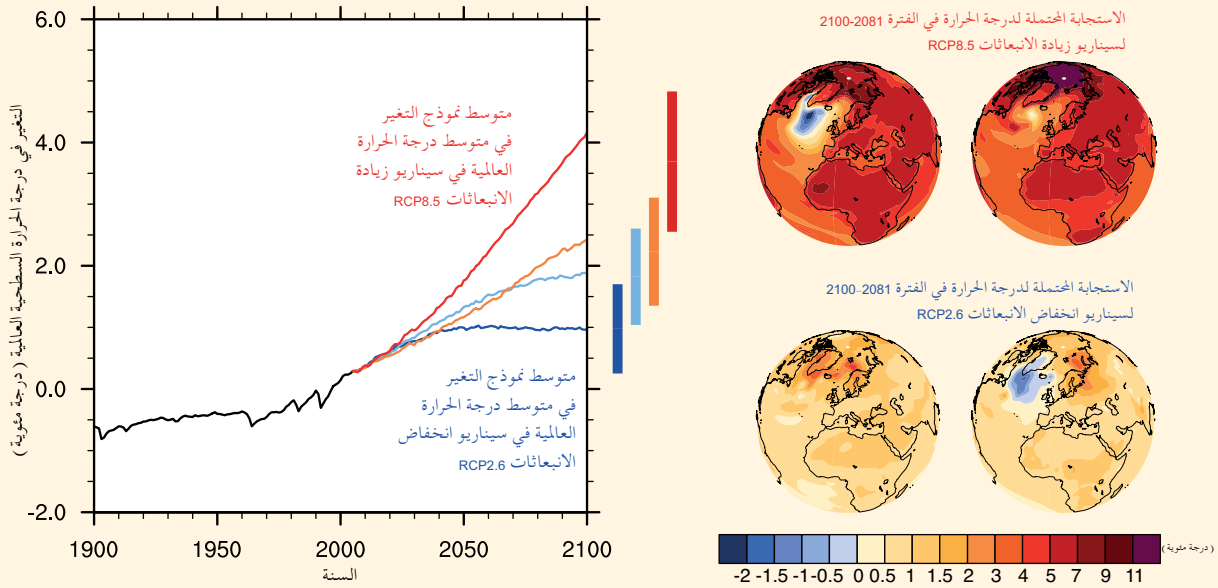 التغير في درجة الحرارة السطحية العالمية (درجة مئوية)
6.0
4.0
2.0
0.0
-2.0
1900
1950
2000
2050
2100
السنة
متوسط نموذج التغير
في متوسط درجة الحرارة
العالمية في سيناريو زيادة
الانبعاثات RCP8.5
متوسط نموذج التغير
في متوسط درجة الحرارة
العالمية في سيناريو انخفاض
الانبعاثات RCP2.6
الاستجابة المحتملة لدرجة الحرارة في الفترة 2081-2100
لسيناريو زيادة الانبعاثات RCP8.5
الاستجابة المحتملة لدرجة الحرارة في الفترة 2081-2100
لسيناريو انخفاض الانبعاثات RCP2.6
-2 -1.5 -1 -0.5 0 0.5 1 1.5 2 3 4 5 7 9 11
(درجة مئوية)